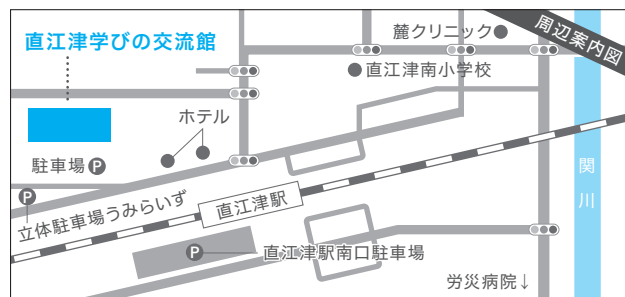 周辺案内図
麓クリニック
直江津学びの交流館
直江津南小学校
ホテル
駐車場 P
P
立体駐車場うみらいず
直江津駅
関川
P
直江津駅南口駐車場
労災病院↓